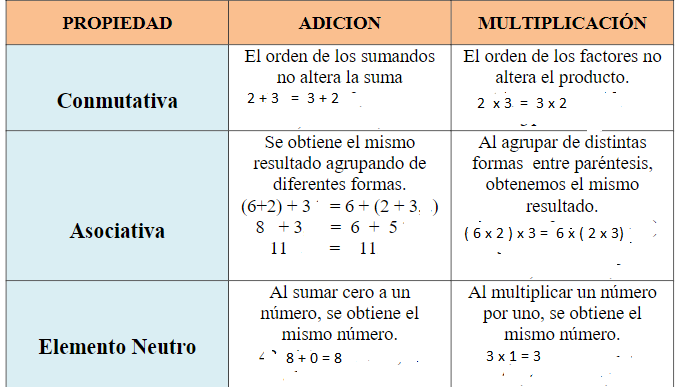 PROPIEDAD ADICION MULTIPLICACIÓN
Conmutativa
El orden de los sumandos
no altera la suma
2 + 3 = 3 + 2
El orden de los factores no
altera el producto.
2 x 3 = 3 x 2
Asociativa
Se obtiene el mismo
resultado agrupando de
diferentes formas.
(6+2) + 3 = 6 + (2 + 3 )
8 + 3 = 6 + 5
11 = 11
Al agrupar de distintas
formas entre paréntesis,
obtenemos el mismo
resultado.
( 6 x 2 ) x 3 = 6 x ( 2 x 3)
Elemento Neutro
Al sumar cero a un
número, se obtiene el
mismo número.
8 + 0 = 8
Al multiplicar un número
por uno, se obtiene el
mismo número.
3 x 1 = 3